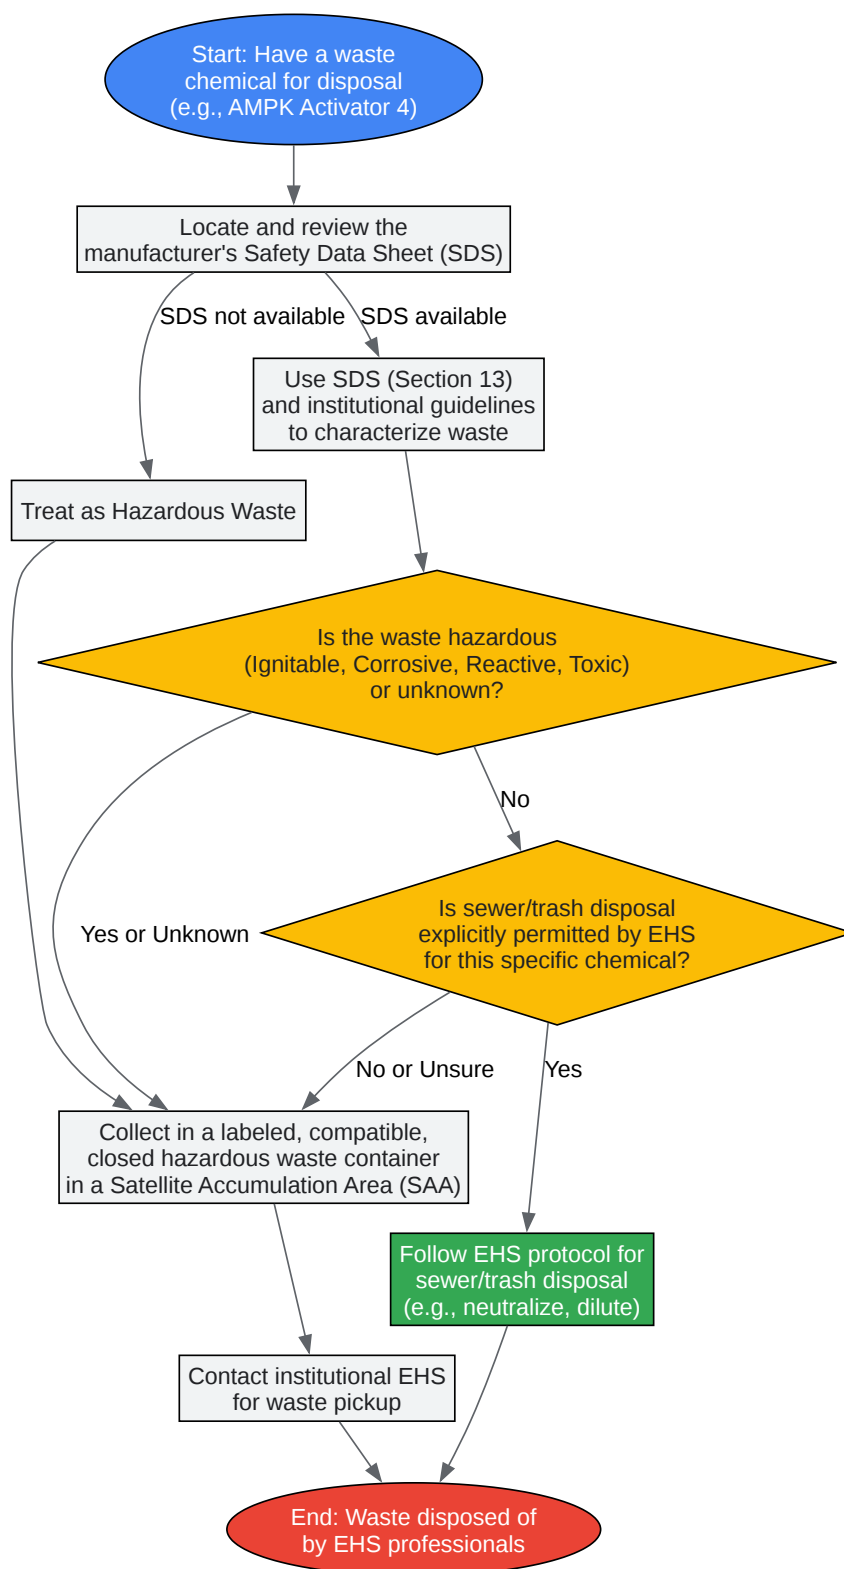 Start: Have a waste
chemical for disposal
(e.g., AMPK Activator 4)
Locate and review the
manufacturer's Safety Data Sheet (SDS)
SDS not available
SDS available
Use SDS (Section 13)
and institutional guidelines
to characterize waste
Treat as Hazardous Waste
Is the waste hazardous
(Ignitable, Corrosive, Reactive, Toxic)
or unknown?
No
Yes or Unknown
Is sewer/trash disposal
explicitly permitted by EHS
for this specific chemical?
No or Unsure
Yes
Collect in a labeled, compatible,
closed hazardous waste container
in a Satellite Accumulation Area (SAA)
Follow EHS protocol for
sewer/trash disposal
(e.g., neutralize, dilute)
Contact institutional EHS
for waste pickup
End: Waste disposed of
by EHS professionals